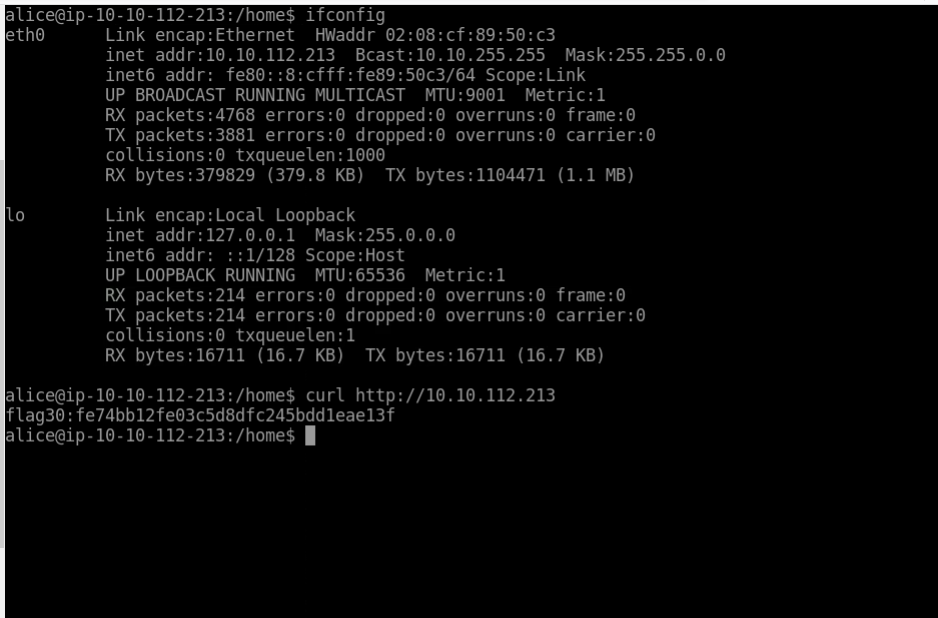 alice@ip-10-10-112-213:/home$ ifconfig
eth0      Link encap:Ethernet  HWaddr 02:08:cf:89:50:c3
          inet addr:10.10.112.213  Bcast:10.10.255.255  Mask:255.255.0.0
          inet6 addr: fe80::8:cfff:fe89:50c3/64 Scope:Link
          UP BROADCAST RUNNING MULTICAST  MTU:9001  Metric:1
          RX packets:4768 errors:0 dropped:0 overruns:0 frame:0
          TX packets:3881 errors:0 dropped:0 overruns:0 carrier:0
          collisions:0 txqueuelen:1000
          RX bytes:379829 (379.8 KB)  TX bytes:1104471 (1.1 MB)

lo        Link encap:Local Loopback
          inet addr:127.0.0.1  Mask:255.0.0.0
          inet6 addr: ::1/128 Scope:Host
          UP LOOPBACK RUNNING  MTU:65536  Metric:1
          RX packets:214 errors:0 dropped:0 overruns:0 frame:0
          TX packets:214 errors:0 dropped:0 overruns:0 carrier:0
          collisions:0 txqueuelen:1
          RX bytes:16711 (16.7 KB)  TX bytes:16711 (16.7 KB)

alice@ip-10-10-112-213:/home$ curl http://10.10.112.213
flag30:fe74bb12fe03c5d8dfc245bdd1eae13f
alice@ip-10-10-112-213:/home$